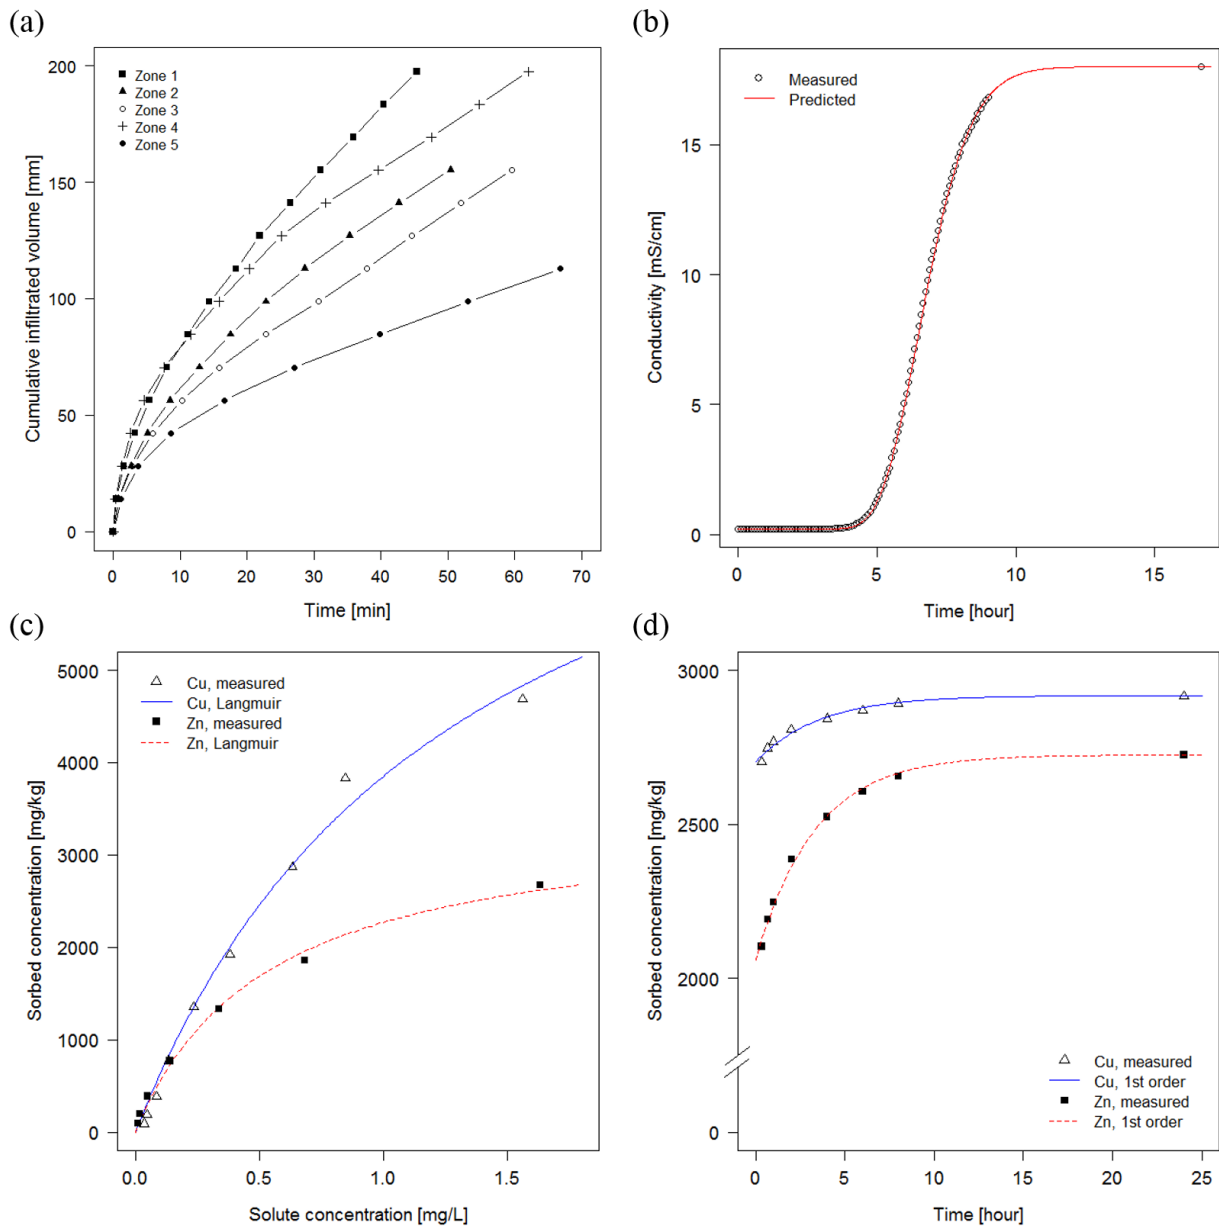 (a)
Zone 1
Zone 2
Zone 3
Zone 4
Zone 5
200
150
100
50
0
Cumulative infiltrated volume [mm]
0 10 20 30 40 50 60 70
Time [min]
(b)
Measured
Predicted
15
10
5
0
Conductivity [mS/cm]
0 5 10 15
Time [hour]
(c)
Cu, measured
Cu, Langmuir
Zn, measured
Zn, Langmuir
5000
4000
3000
2000
1000
0
Sorbed concentration [mg/kg]
0.0 0.5 1.0 1.5
Solute concentration [mg/L]
(d)
3000
2500
2000
0
Sorbed concentration [mg/kg]
Cu, measured
Cu, 1st order
Zn, measured
Zn, 1st order
0 5 10 15 20 25
Time [hour]